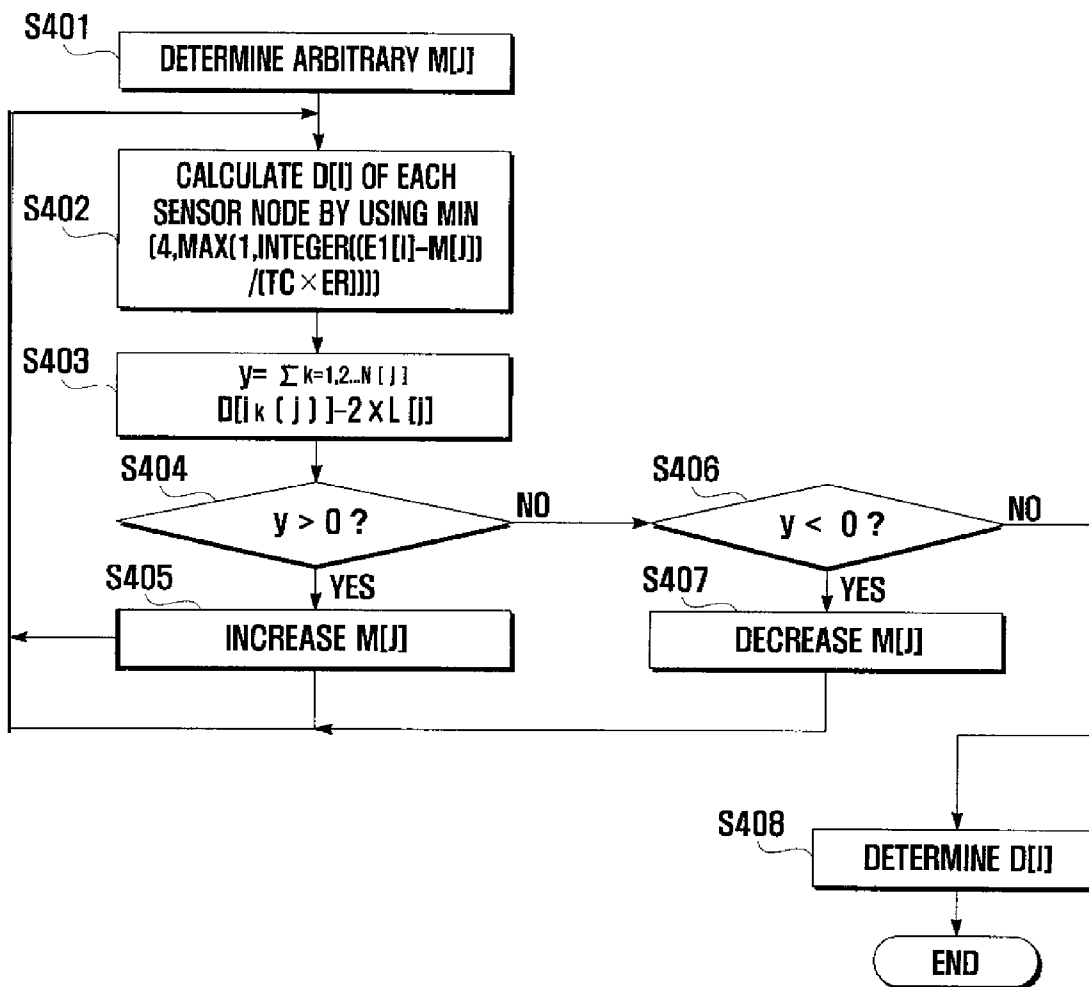 S401
DETERMINE ARBITRARY M[J]
S402
CALCULATE D[I] OF EACH
SENSOR NODE BY USING MIN
(4,MAX(1,INTEGER((E1[I]-M[J])
/(TC×ER))))
S403
y= Σk=1,2...N[j]
D[ik(j)]-2×L[j]
S404
y > 0 ?
NO
S406
y < 0 ?
NO
S405
YES
INCREASE M[J]
S407
YES
DECREASE M[J]
S408
DETERMINE D[I]
END